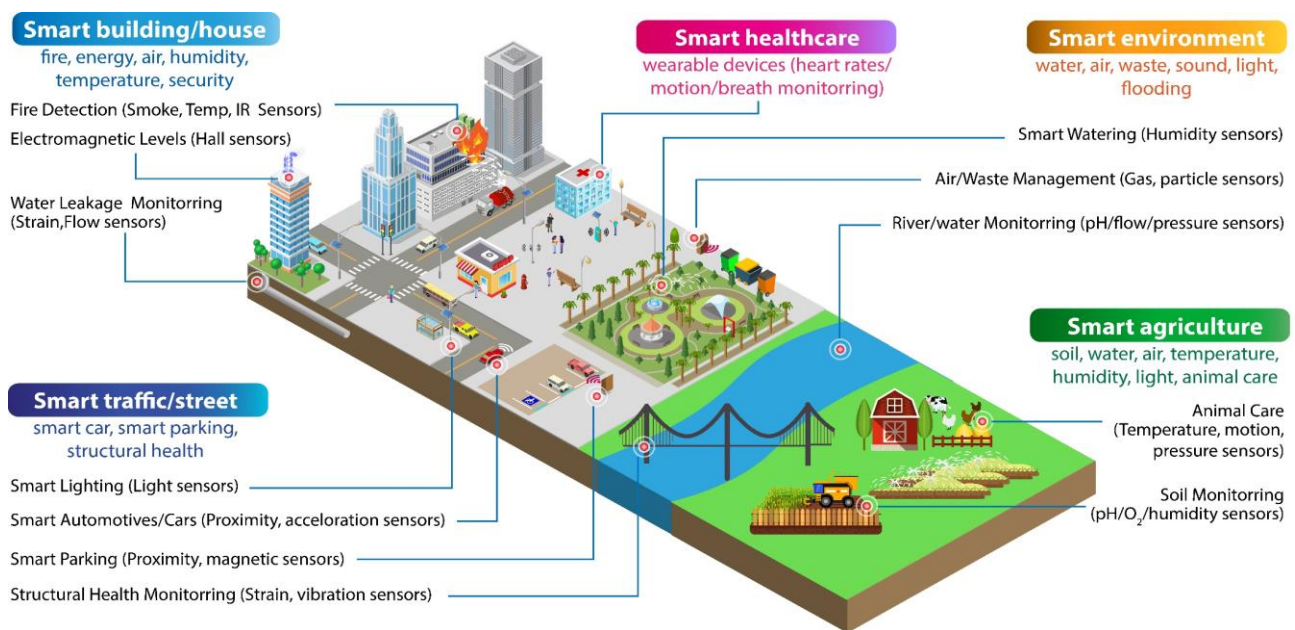 Smart building/house
fire, energy, air, humidity,
temperature, security
Fire Detection (Smoke, Temp, IR  Sensors)
Electromagnetic Levels (Hall sensors)
Water Leakage  Monitorring
(Strain,Flow sensors)
Smart healthcare
wearable devices (heart rates/
motion/breath monitorring)
Smart environment
water, air, waste, sound, light,
flooding
Smart Watering (Humidity sensors)
Air/Waste Management (Gas, particle sensors)
River/water Monitorring (pH/flow/pressure sensors)
Smart agriculture
soil, water, air, temperature,
humidity, light, animal care
Animal Care
(Temperature, motion,
pressure sensors)
Soil Monitorring
(pH/O₂/humidity sensors)
Smart traffic/street
smart car, smart parking,
structural health
Smart Lighting (Light sensors)
Smart Automotives/Cars (Proximity, acceloration sensors)
Smart Parking (Proximity, magnetic sensors)
Structural Health Monitorring (Strain, vibration sensors)